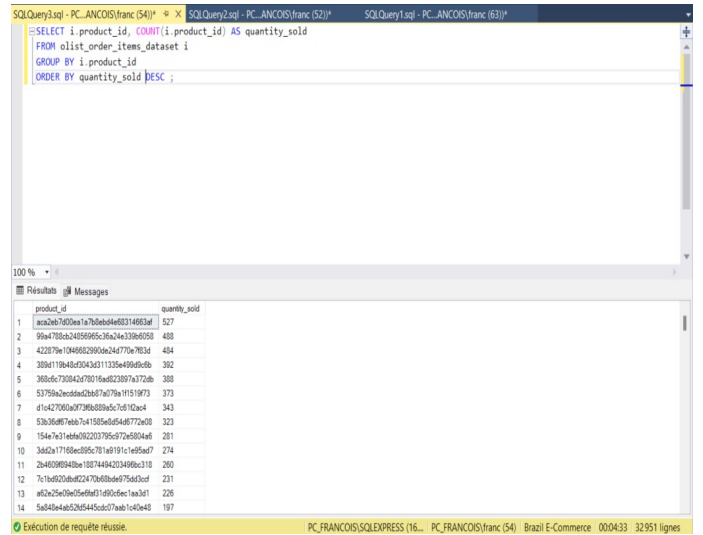 SQLQuery3.sql - PC...ANCOIS\franc (54))* SQLQuery2.sql - PC...ANCOIS\franc (52))* SQLQuery1.sql - PC...ANCOIS\franc (63))*
SELECT i.product_id, COUNT(i.product_id) AS quantity_sold
FROM olist_order_items_dataset i
GROUP BY i.product_id
ORDER BY quantity_sold DESC ;
100 %
Résultats Messages
product_id quantity_sold
1 aca2eb7d00ea1a7b8ebd4e68314663af 527
2 99a4788cb24856965c36a24e339b6058 488
3 422879e10f46682990de24d770e7f83d 484
4 389d119b48cf3043d311335e499d9c6b 392
5 368c6c730842d78016ad823897a372db 388
6 53759a2ecddad2bb87a079a1f1519f73 373
7 d1c427060a0f73f6b889a5c7c61f2ac4 343
8 53b36df67ebb7c41585e8d54d6772e08 323
9 154e7e31ebfa092203795c972e5804a6 281
10 3dd2a17168ec895c781a9191c1e95ad7 274
11 2b4609f8948be18874494203496bc318 260
12 7c1bd920dbdf22470b68bde975dd3ccf 231
13 a62e25e09e05e6faf31d90c6ec1aa3d1 226
14 5a848e4ab52fd5445cdc07aab1c40e48 197
Exécution de requête réussie. PC_FRANCOIS\SQLEXPRESS (16... PC_FRANCOIS\franc (54) Brazil E-Commerce 00:04:33 32 951 lignes